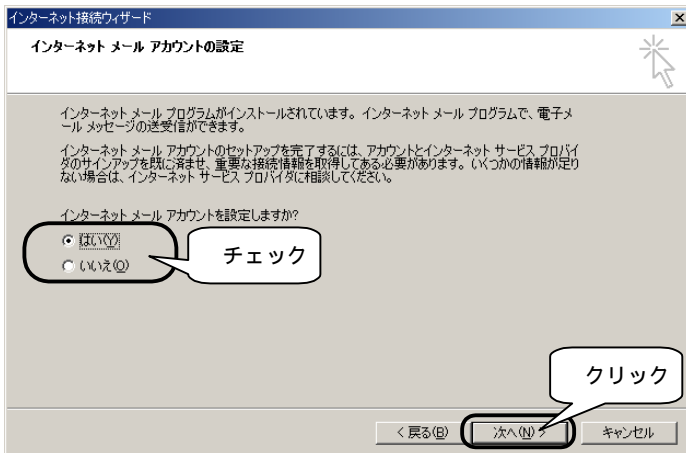 インターネット接続ウィザード
インターネット メール アカウントの設定
インターネット メール プログラムがインストールされています。インターネット メール プログラムで、電子メ
ール メッセージの送受信ができます。
インターネット メール アカウントのセットアップを完了するには、アカウントとインターネット サービス プロバイ
ダのサインアップを既に済ませ、重要な接続情報を取得してある必要があります。いくつかの情報が足り
ない場合は、インターネット サービス プロバイダに相談してください。
インターネット メール アカウントを設定しますか?
はい(Y)
チェック
いいえ(O)
クリック
< 戻る(B)
次へ(N) >
キャンセル